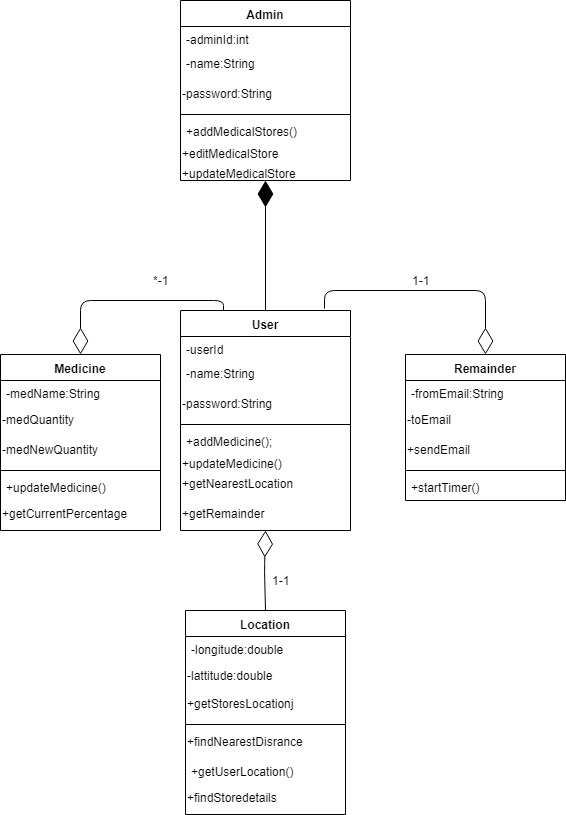 Admin
-adminId:int
-name:String
-password:String
+addMedicalStores()
+editMedicalStore
+updateMedicalStore
*-1
1-1
User
-userId
-name:String
-password:String
+addMedicine();
+updateMedicine()
+getNearestLocation
+getRemainder
Medicine
-medName:String
-medQuantity
-medNewQuantity
+updateMedicine()
+getCurrentPercentage
Remainder
-fromEmail:String
-toEmail
+sendEmail
+startTimer()
1-1
Location
-longitude:double
-lattitude:double
+getStoresLocationj
+findNearestDisrance
+getUserLocation()
+findStoredetails